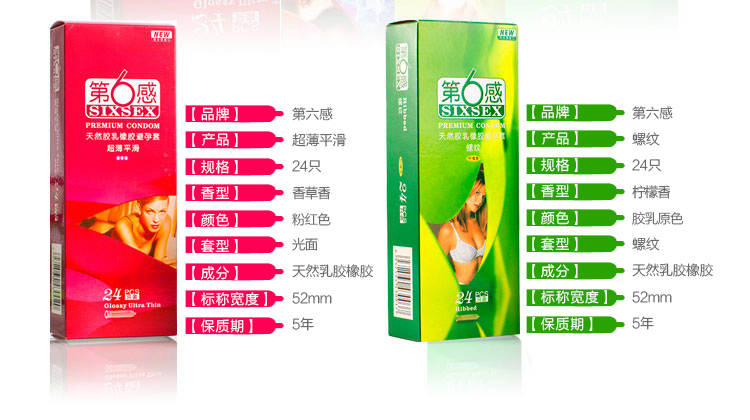 NEW
第6感
SIXSEX
PREMIUM CONDOM
天然胶乳橡胶避孕套
超薄平滑
24 PCS
Glossy Ultra Thin
【 品牌 】 第六感
【 产品 】 超薄平滑
【 规格 】 24只
【 香型 】 香草香
【 颜色 】 粉红色
【 套型 】 光面
【 成分 】 天然乳胶橡胶
【 标称宽度 】 52mm
【 保质期 】 5年
NEW
第6感
SIXSEX
PREMIUM CONDOM
天然胶乳橡胶避孕套
螺纹
24 PCS
Ribbed
Ribbed
螺纹
24
【 品牌 】 第六感
【 产品 】 螺纹
【 规格 】 24只
【 香型 】 柠檬香
【 颜色 】 胶乳原色
【 套型 】 螺纹
【 成分 】 天然乳胶橡胶
【 标称宽度 】 52mm
【 保质期 】 5年